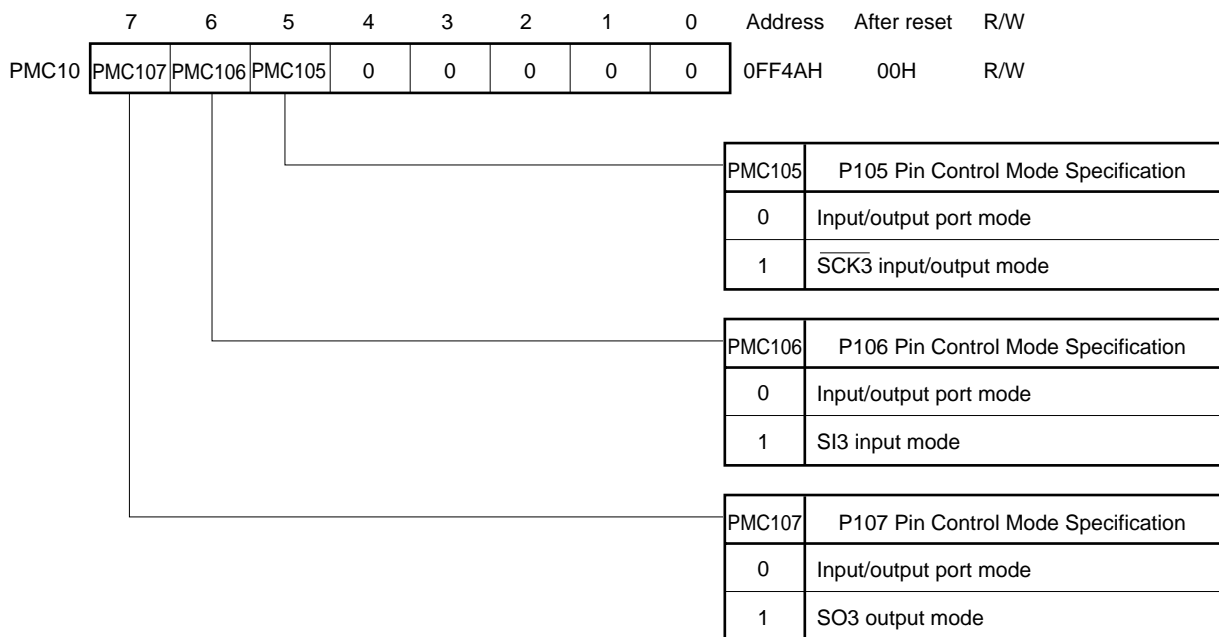 7 6 5 4 3 2 1 0 Address After reset R/W
PMC10 PMC107 PMC106 PMC105 0 0 0 0 0 0FF4AH 00H R/W
PMC105 P105 Pin Control Mode Specification
0 Input/output port mode
1 S̅C̅K̅3̅ input/output mode
PMC106 P106 Pin Control Mode Specification
0 Input/output port mode
1 SI3 input mode
PMC107 P107 Pin Control Mode Specification
0 Input/output port mode
1 SO3 output mode